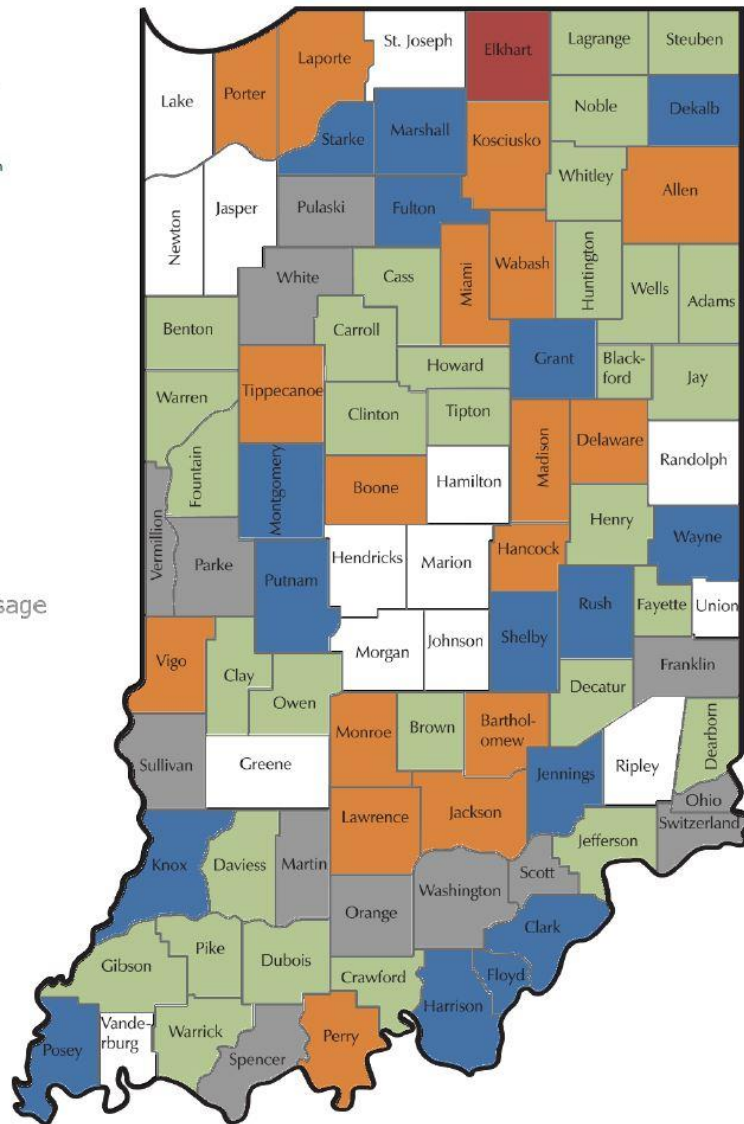 St. Joseph
Elkhart
Lagrange
Steuben
Laporte
Porter
Lake
Noble
Dekalb
Starke
Marshall
Kosciusko
Whitley
Allen
Newton
Jasper
Pulaski
Fulton
White
Cass
Miami
Wabash
Huntington
Wells
Adams
Benton
Carroll
Howard
Grant
Black-
ford
Jay
Warren
Tippecanoe
Clinton
Tipton
Madison
Delaware
Randolph
Fountain
Montgomery
Boone
Hamilton
Henry
Wayne
Vermillion
Parke
Putnam
Hendricks
Marion
Hancock
Rush
Fayette
Union
sage
Vigo
Clay
Owen
Morgan
Johnson
Shelby
Decatur
Franklin
Sullivan
Greene
Monroe
Brown
Barthol-
omew
Jennings
Ripley
Dearborn
Ohio
Switzerland
Knox
Daviess
Martin
Lawrence
Jackson
Jefferson
Scott
Orange
Washington
Clark
Gibson
Pike
Dubois
Crawford
Floyd
Harrison
Posey
Vande-
rburg
Warrick
Spencer
Perry